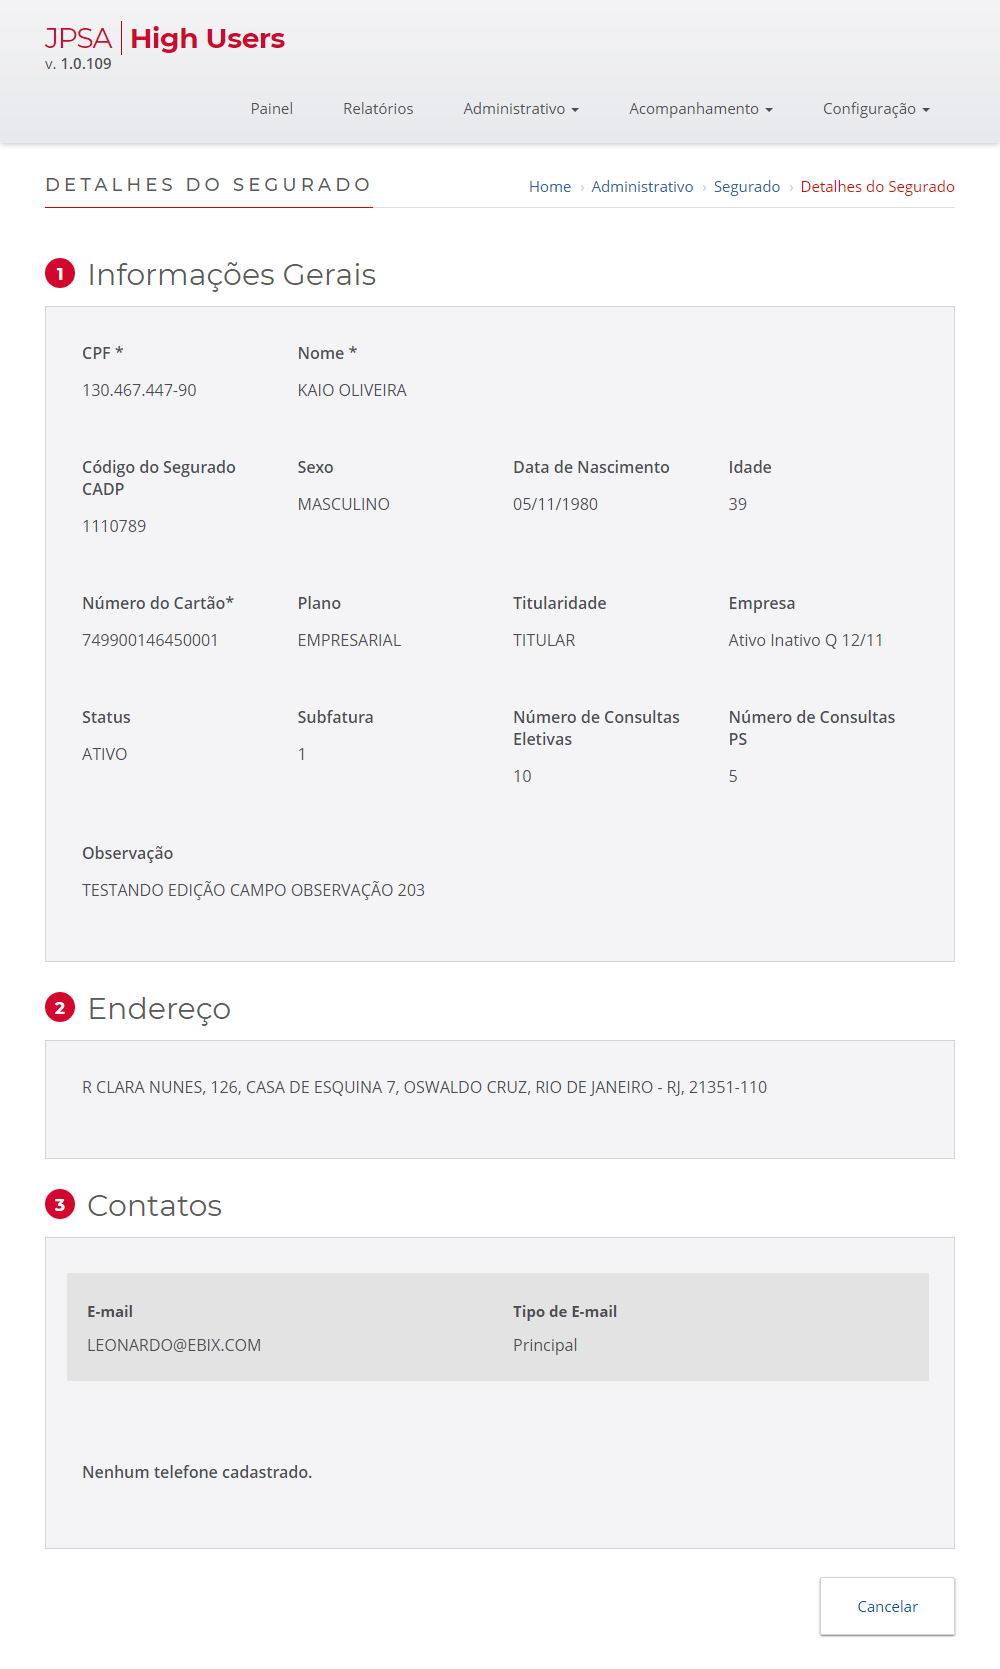 JPSA | High Users
v. 1.0.109
Painel Relatórios Administrativo Acompanhamento Configuração
DETALHES DO SEGURADO
Home › Administrativo › Segurado › Detalhes do Segurado
1 Informações Gerais
CPF * Nome *
130.467.447-90 KAIO OLIVEIRA
Código do Segurado Sexo Data de Nascimento Idade
CADP
MASCULINO 05/11/1980 39
1110789
Número do Cartão* Plano Titularidade Empresa
749900146450001 EMPRESARIAL TITULAR Ativo Inativo Q 12/11
Status Subfatura Número de Consultas Número de Consultas
Eletivas PS
ATIVO 1
10 5
Observação
TESTANDO EDIÇÃO CAMPO OBSERVAÇÃO 203
2 Endereço
R CLARA NUNES, 126, CASA DE ESQUINA 7, OSWALDO CRUZ, RIO DE JANEIRO - RJ, 21351-110
3 Contatos
E-mail Tipo de E-mail
LEONARDO@EBIX.COM Principal
Nenhum telefone cadastrado.
Cancelar